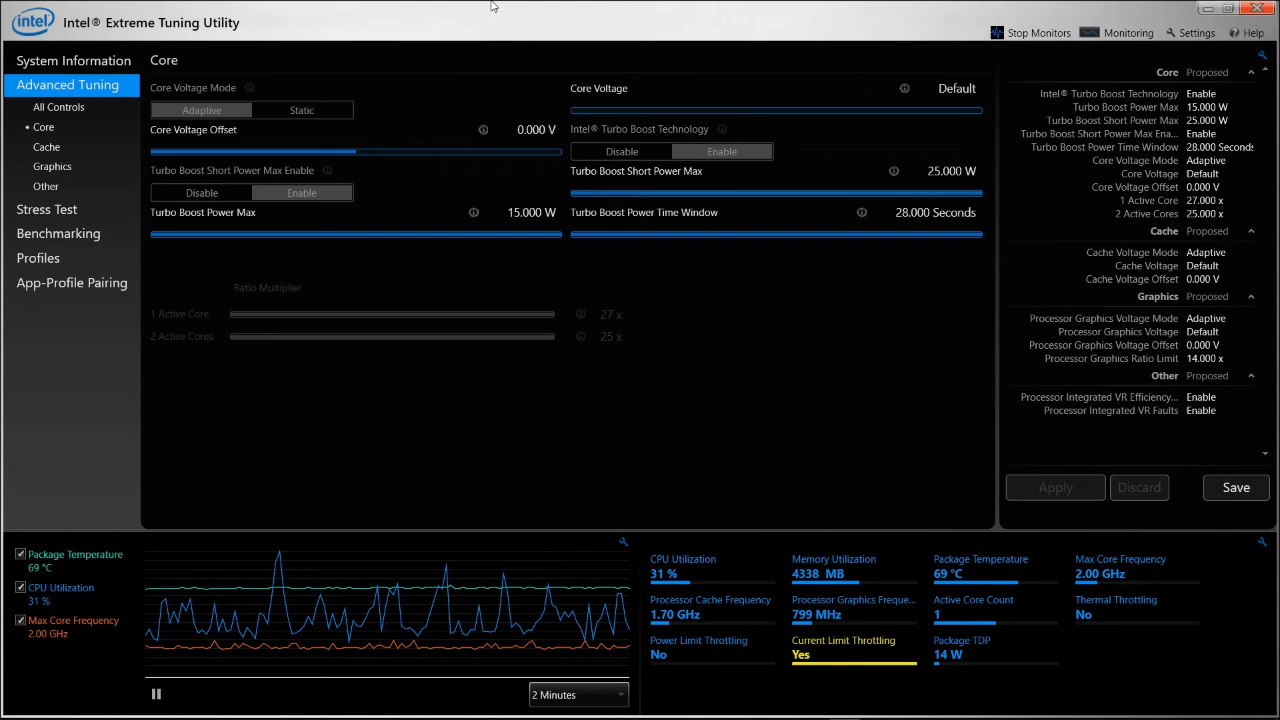 intel Intel® Extreme Tuning Utility
Stop Monitors Monitoring Settings Help
System Information
Advanced Tuning
All Controls
• Core
Cache
Graphics
Other
Stress Test
Benchmarking
Profiles
App-Profile Pairing
Core
Core Voltage Mode
Adaptive Static
Core Voltage Default
Core Voltage Offset 0.000 V
Intel® Turbo Boost Technology
Disable Enable
Turbo Boost Short Power Max Enable
Disable Enable
Turbo Boost Short Power Max 25.000 W
Turbo Boost Power Max 15.000 W
Turbo Boost Power Time Window 28.000 Seconds
Ratio Multiplier
1 Active Core 27 x
2 Active Cores 25 x
Core Proposed
Intel® Turbo Boost Technology Enable
Turbo Boost Power Max 15.000 W
Turbo Boost Short Power Max 25.000 W
Turbo Boost Short Power Max Ena... Enable
Turbo Boost Power Time Window 28.000 Seconds
Core Voltage Mode Adaptive
Core Voltage Default
Core Voltage Offset 0.000 V
1 Active Core 27.000 x
2 Active Cores 25.000 x
Cache Proposed
Cache Voltage Mode Adaptive
Cache Voltage Default
Cache Voltage Offset 0.000 V
Graphics Proposed
Processor Graphics Voltage Mode Adaptive
Processor Graphics Voltage Default
Processor Graphics Voltage Offset 0.000 V
Processor Graphics Ratio Limit 14.000 x
Other Proposed
Processor Integrated VR Efficiency... Enable
Processor Integrated VR Faults Enable
Apply Discard Save
Package Temperature
69 °C
CPU Utilization
31 %
Max Core Frequency
2.00 GHz
2 Minutes
CPU Utilization Memory Utilization Package Temperature Max Core Frequency
31 % 4338 MB 69 °C 2.00 GHz
Processor Cache Frequency Processor Graphics Freque... Active Core Count Thermal Throttling
1.70 GHz 799 MHz 1 No
Power Limit Throttling Current Limit Throttling Package TDP
No Yes 14 W